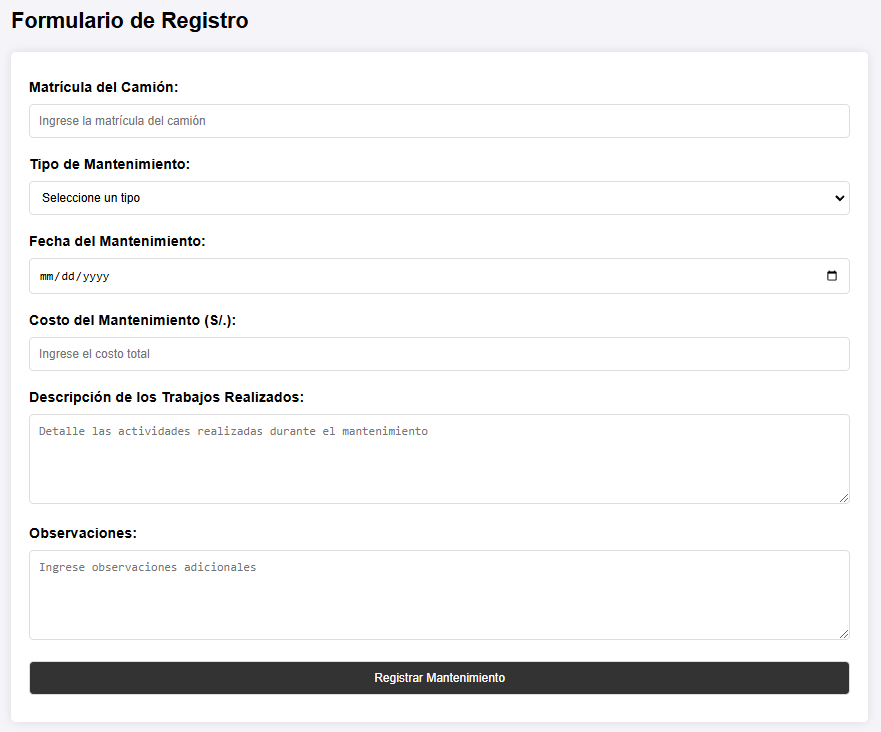 Formulario de Registro
Matrícula del Camión:
Ingrese la matrícula del camión
Tipo de Mantenimiento:
Seleccione un tipo
Fecha del Mantenimiento:
mm/dd/yyyy
Costo del Mantenimiento (S/.):
Ingrese el costo total
Descripción de los Trabajos Realizados:
Detalle las actividades realizadas durante el mantenimiento
Observaciones:
Ingrese observaciones adicionales
Registrar Mantenimiento